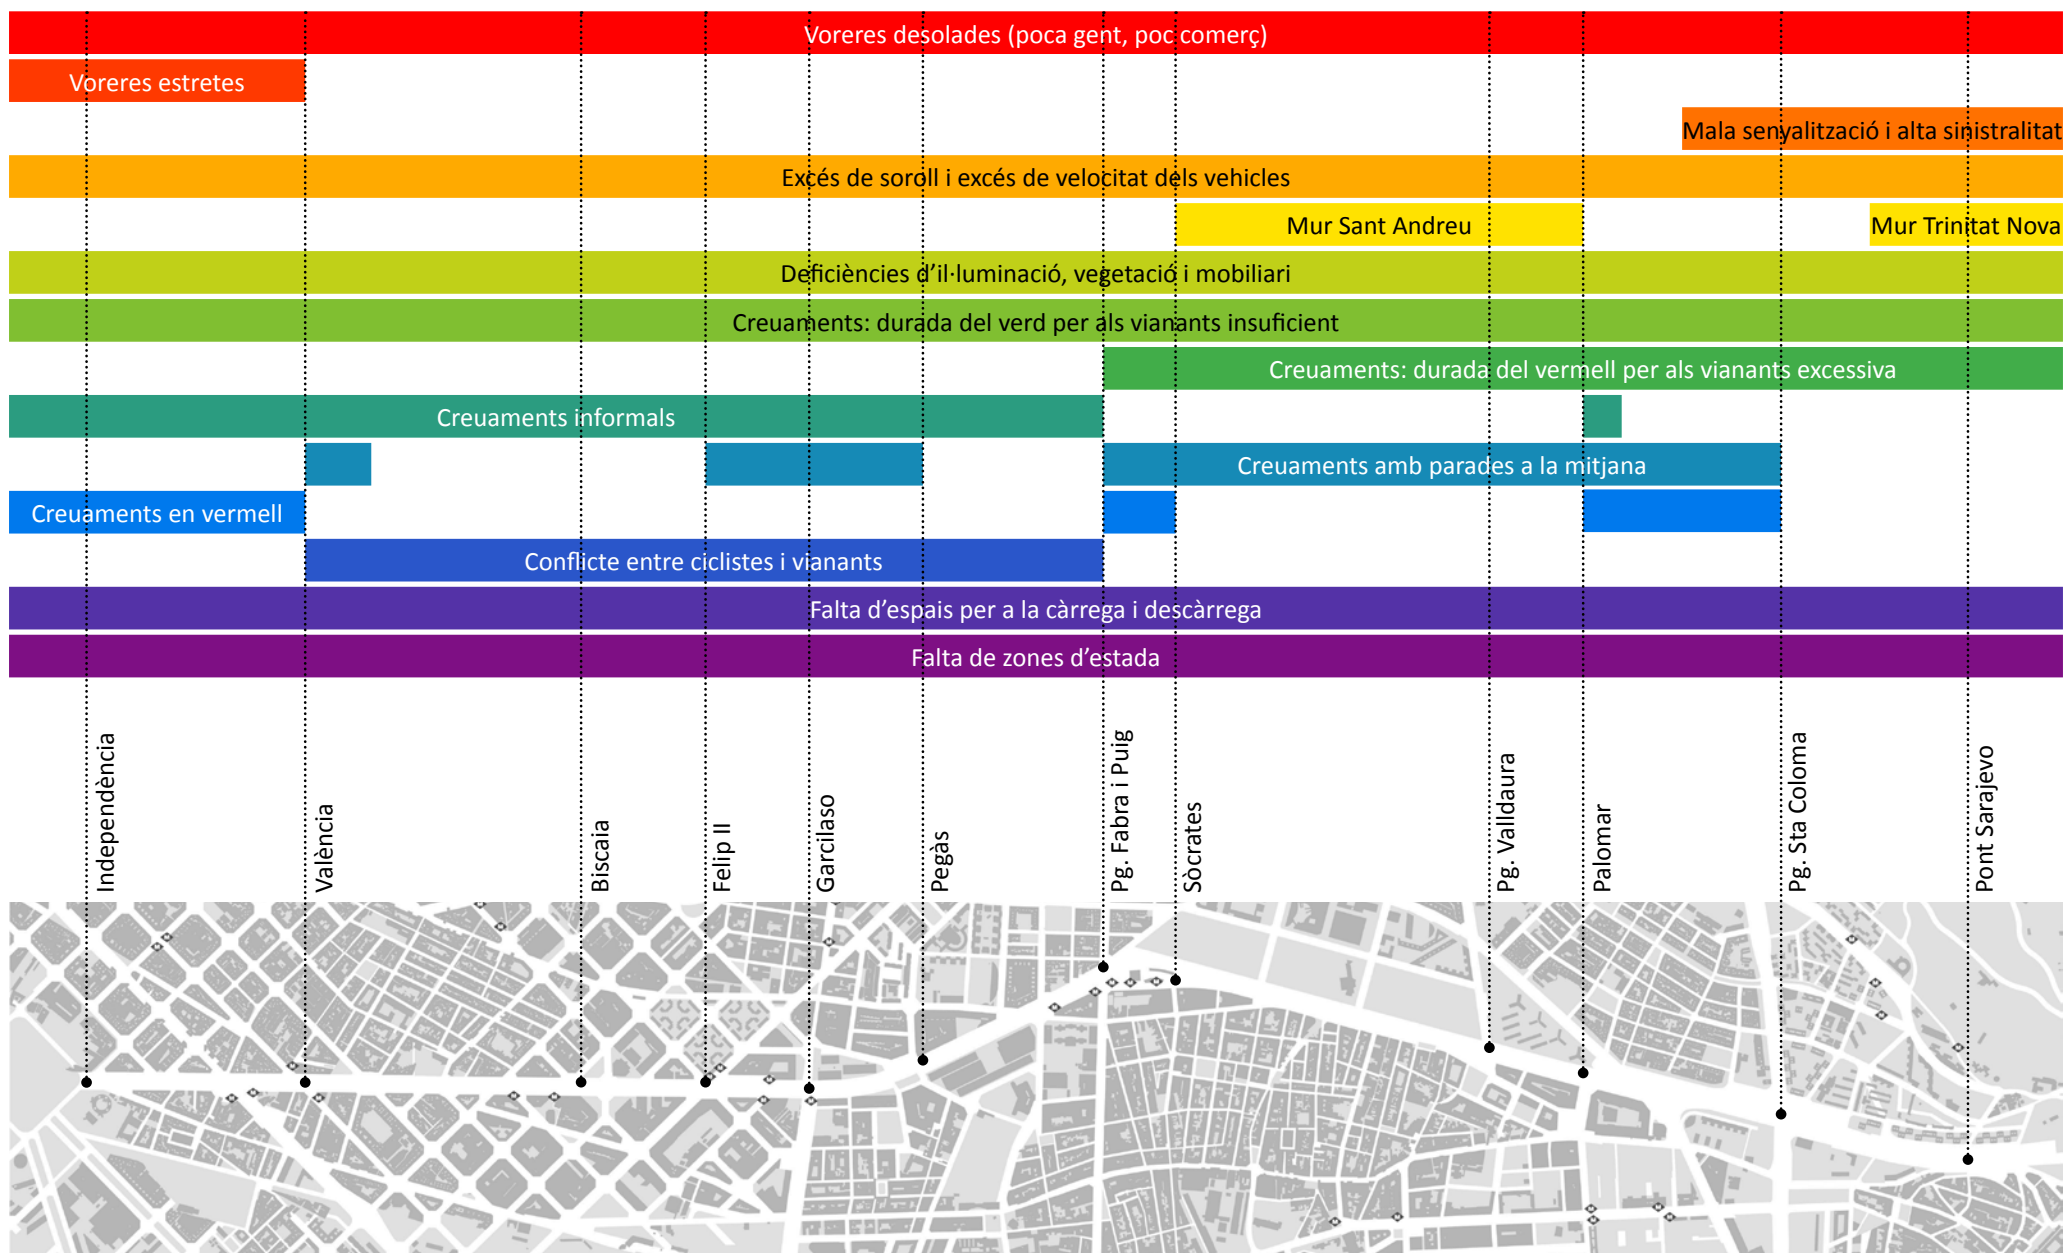 Voreres desolades (poca gent, poc comerç)
Voreres estretes
Mala senyalització i alta sinistralitat
Excés de soroll i excés de velocitat dels vehicles
Mur Sant Andreu
Mur Trinitat Nova
Deficiències d’il·luminació, vegetació i mobiliari
Creuaments: durada del verd per als vianants insuficient
Creuaments: durada del vermell per als vianants excessiva
Creuaments informals
Creuaments amb parades a la mitjana
Creuaments en vermell
Conflicte entre ciclistes i vianants
Falta d’espais per a la càrrega i descàrrega
Falta de zones d’estada
Independència
València
Biscaia
Felip II
Garcilaso
Pegàs
Pg. Fabra i Puig
Sòcrates
Pg. Valldaura
Palomar
Pg. Sta Coloma
Pont Sarajevo